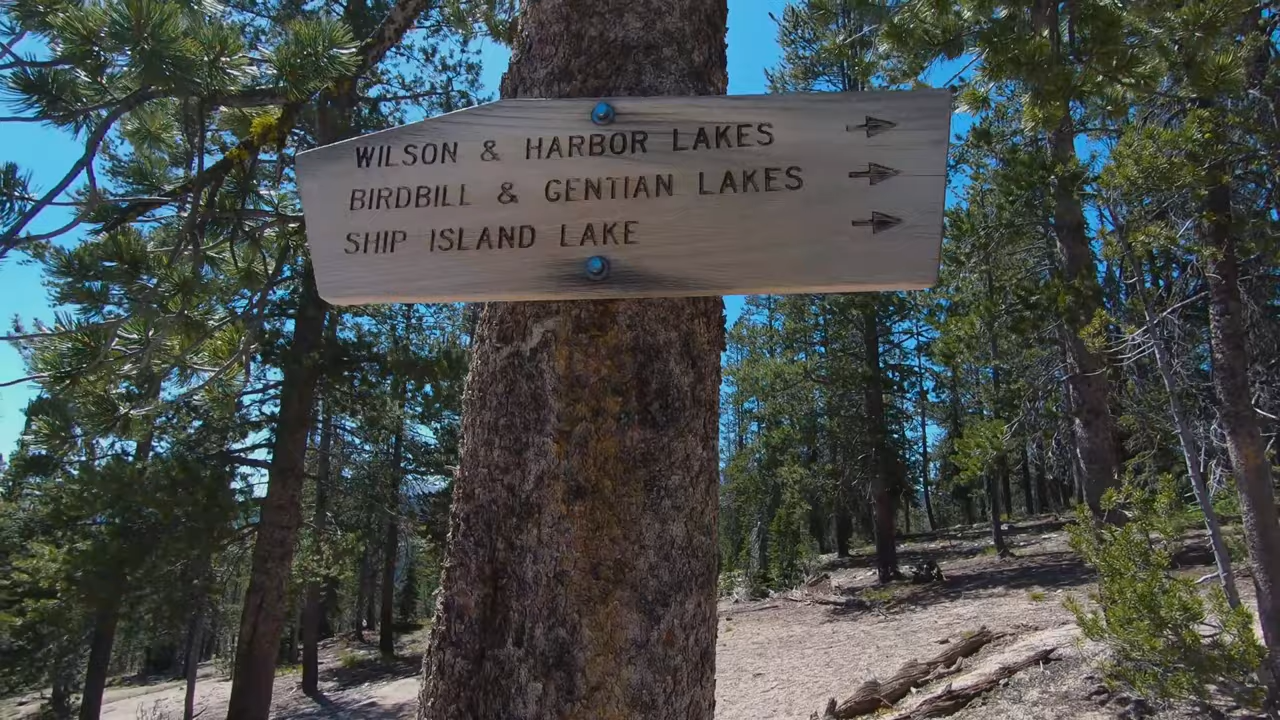 WILSON & HARBOR LAKES
BIRDBILL & GENTIAN LAKES
SHIP ISLAND LAKE